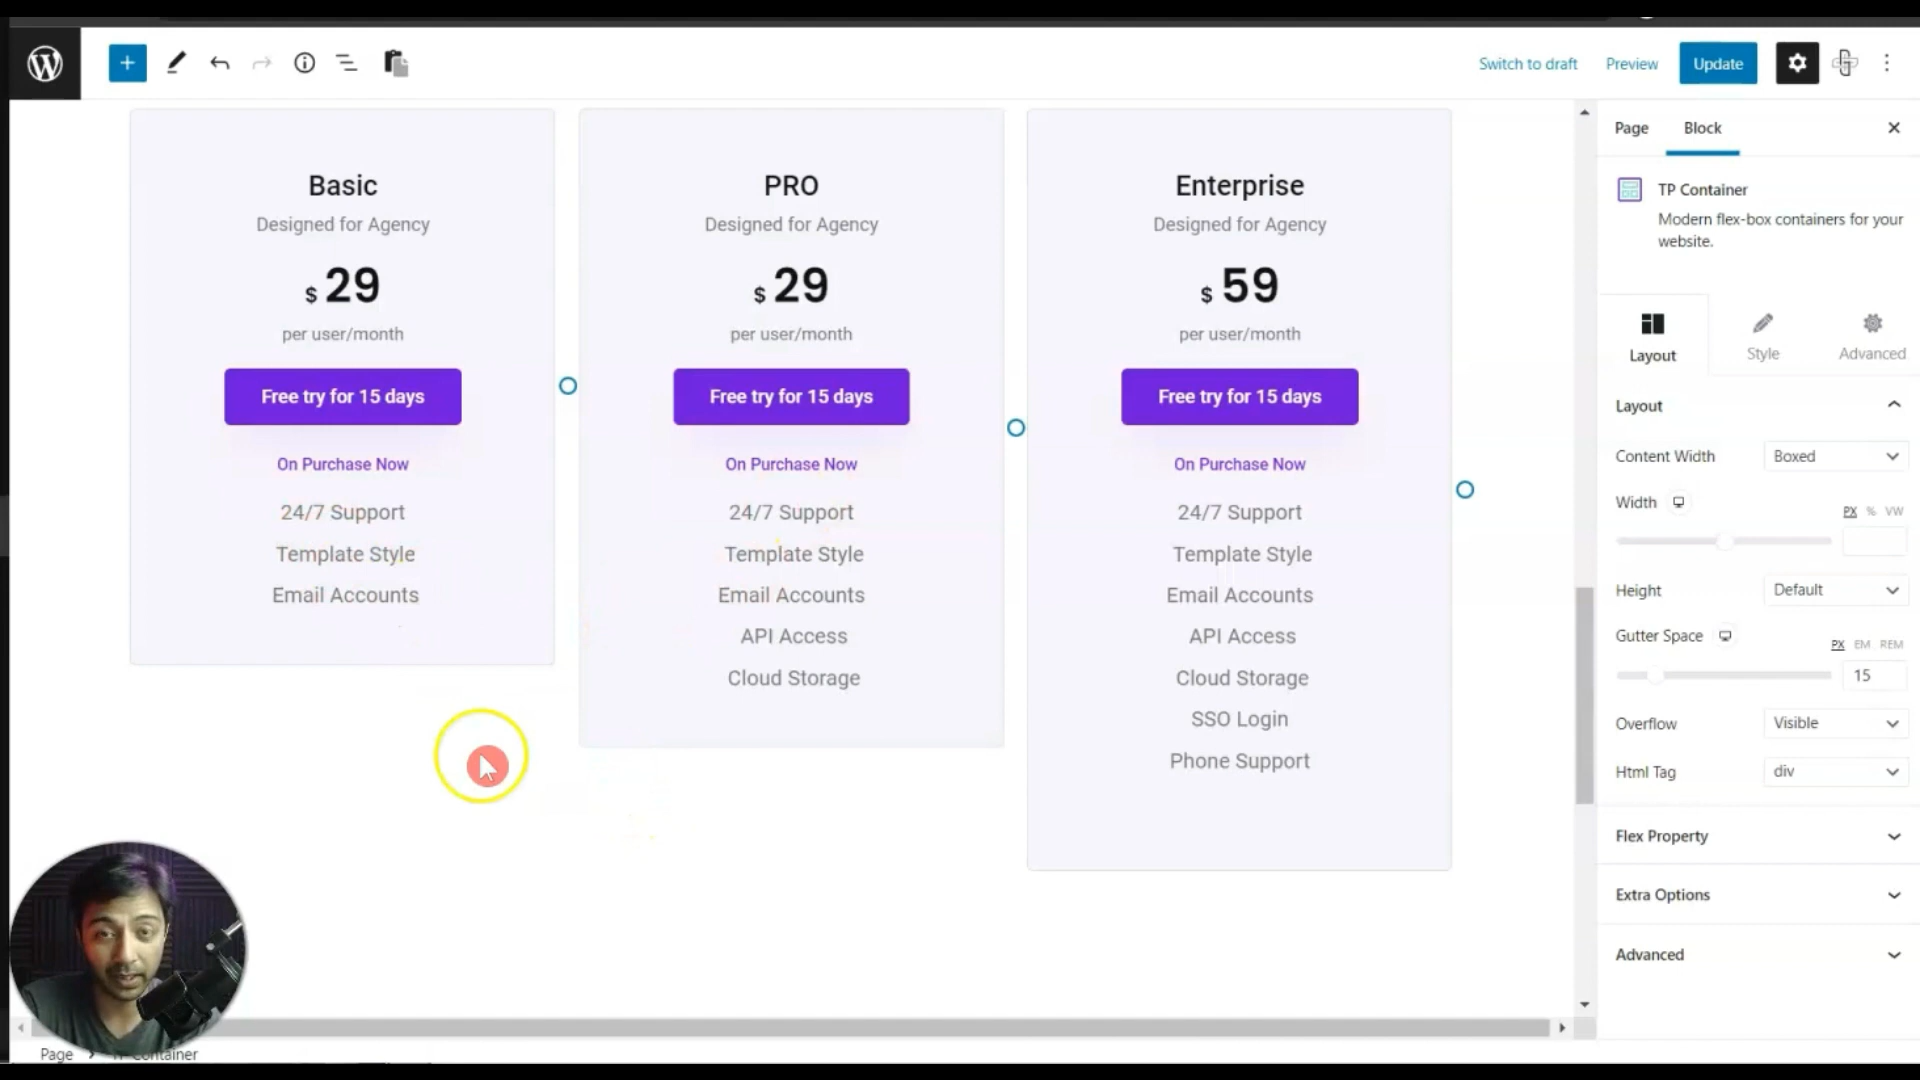 Switch to draft
Preview
Update
Basic
Designed for Agency
$ 29
per user/month
Free try for 15 days
On Purchase Now
24/7 Support
Template Style
Email Accounts
PRO
Designed for Agency
$ 29
per user/month
Free try for 15 days
On Purchase Now
24/7 Support
Template Style
Email Accounts
API Access
Cloud Storage
Enterprise
Designed for Agency
$ 59
per user/month
Free try for 15 days
On Purchase Now
24/7 Support
Template Style
Email Accounts
API Access
Cloud Storage
SSO Login
Phone Support
Page
Block
TP Container
Modern flex-box containers for your
website.
Layout
Style
Advanced
Layout
Content Width
Boxed
Width
PX % VW
Height
Default
Gutter Space
PX EM REM
15
Overflow
Visible
Html Tag
div
Flex Property
Extra Options
Advanced
Page
Container